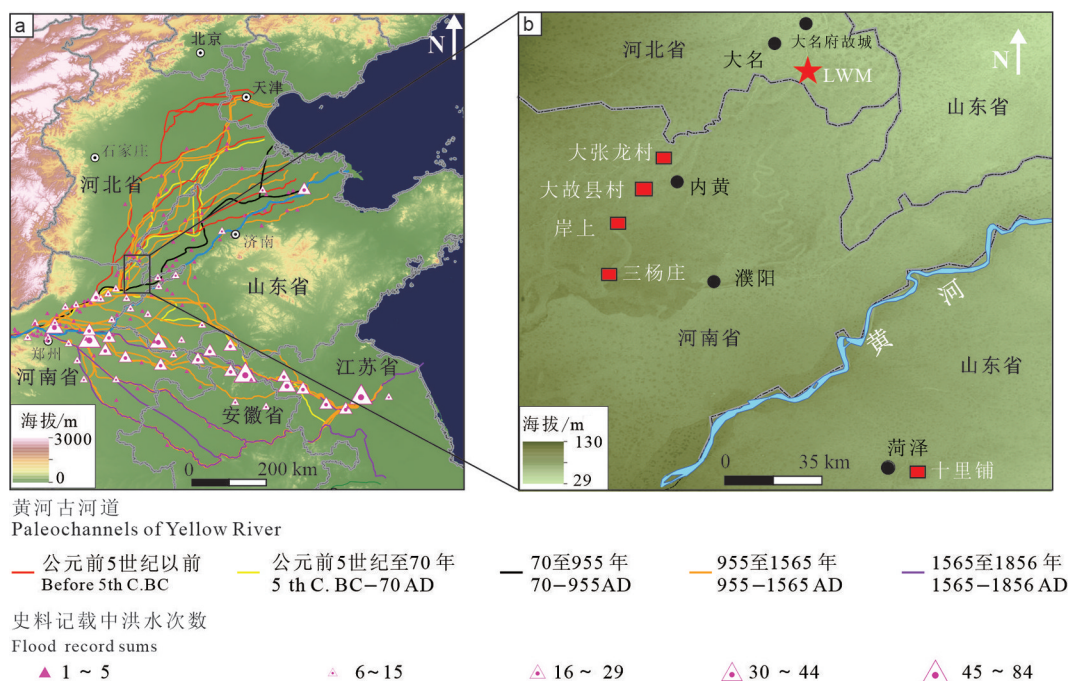 a
N
北京
天津
石家庄
河北省
济南
山东省
郑州
河南省
江苏省
安徽省
海拔/m
3000
0
0 200 km
b
N
河北省
大名
大名府故城
LWM
山东省
大张龙村
大故县村
内黄
岸上
三杨庄
濮阳
河南省
黄河
山东省
海拔/m
130
29
0 35 km
菏泽
十里铺
黄河古河道
Paleochannels of Yellow River
公元前5世纪以前 公元前5世纪至70 年 70至955 年 955至1565 年 1565至1856 年
Before 5th C.BC 5 th C. BC–70 AD 70–955AD 955–1565 AD 1565–1856 AD
史料记载中洪水次数
Flood record sums
1 ~ 5 6~15 16 ~ 29 30 ~ 44 45 ~ 84